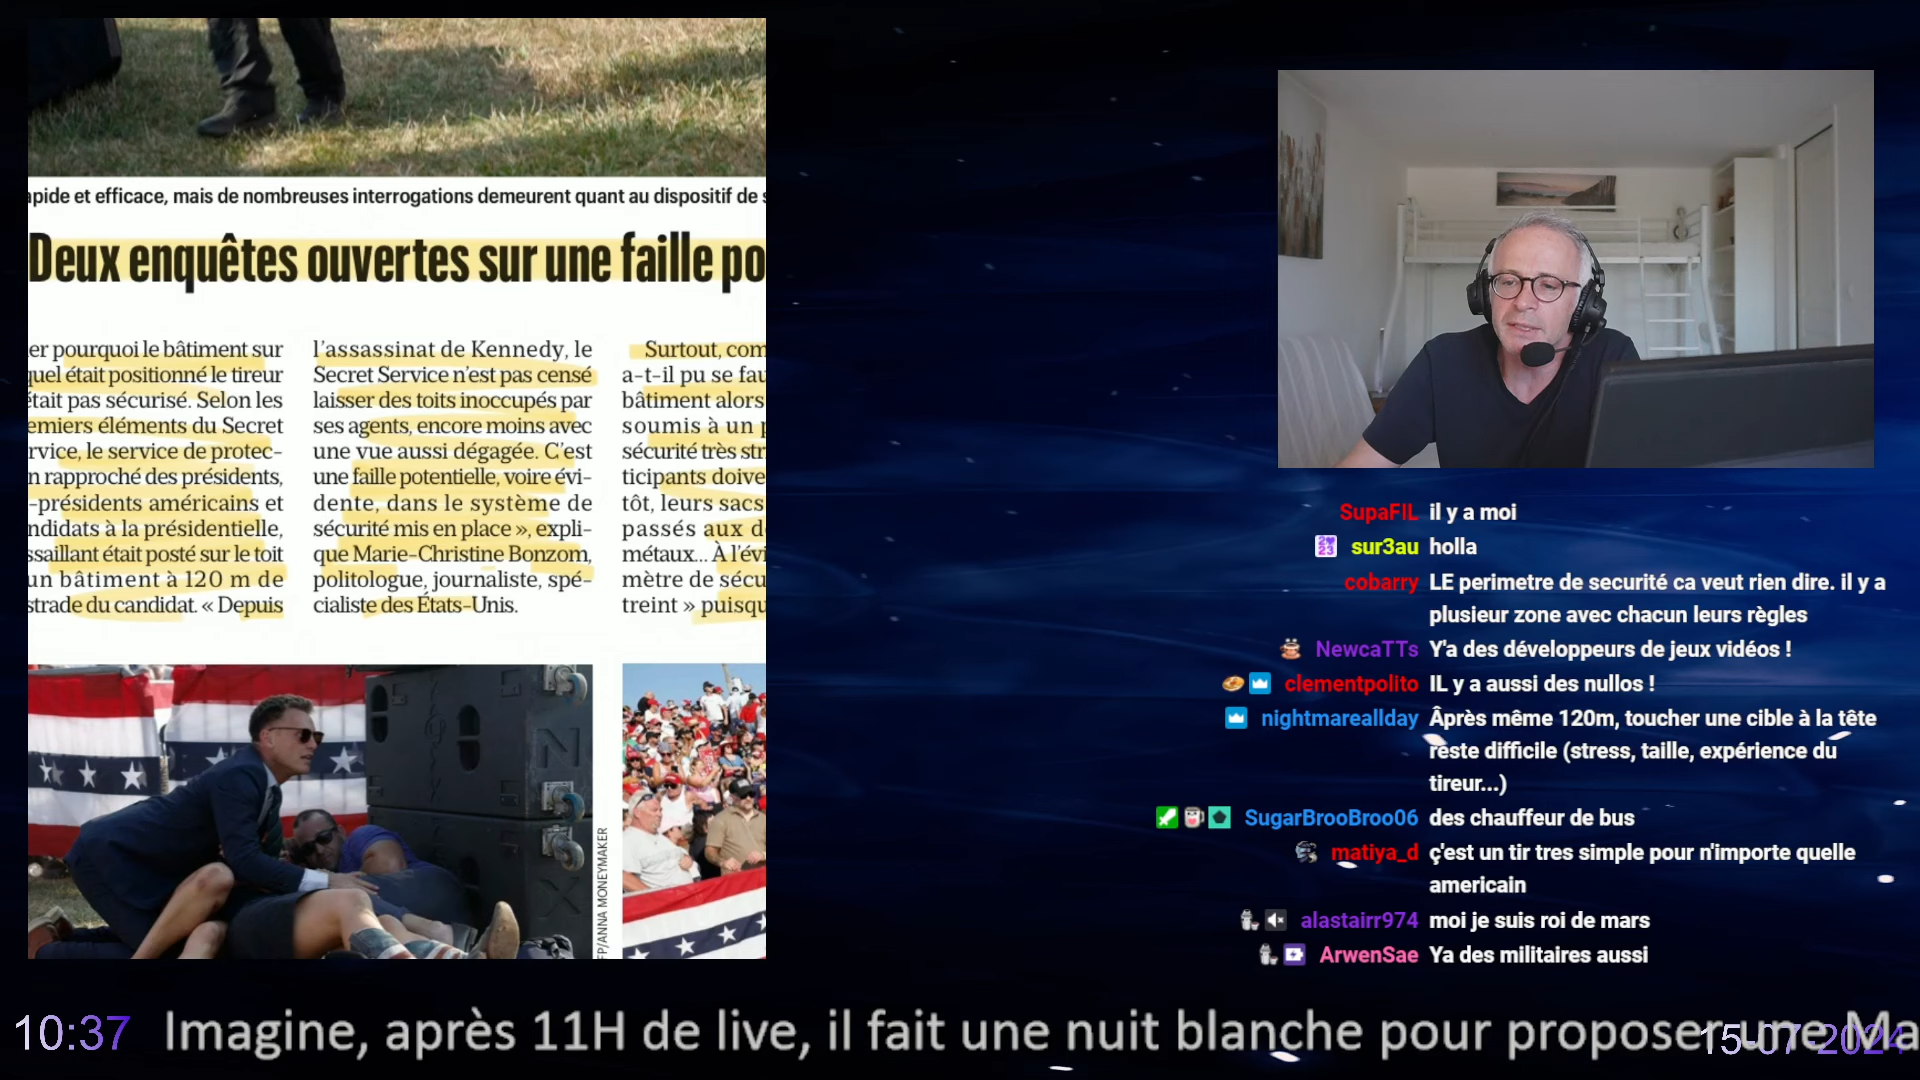 apide et efficace, mais de nombreuses interrogations demeurent quant au dispositif de s
Deux enquêtes ouvertes sur une faille po
er pourquoi le bâtiment sur
quel était positionné le tireur
était pas sécurisé. Selon les
emiers éléments du Secret
rvice, le service de protec-
n rapproché des présidents,
-présidents américains et
ndidats à la présidentielle,
ssaillant était posté sur le toit
un bâtiment à 120 m de
strade du candidat. « Depuis
l'assassinat de Kennedy, le
Secret Service n'est pas censé
laisser des toits inoccupés par
ses agents, encore moins avec
une vue aussi dégagée. C'est
une faille potentielle, voire évi-
dente, dans le système de
sécurité mis en place », expli-
que Marie-Christine Bonzom,
politologue, journaliste, spé-
cialiste des États-Unis.
Surtout, com
a-t-il pu se fau
bâtiment alors
soumis à un p
sécurité très str
ticipants doive
tôt, leurs sacs
passés aux d
métaux... À l'évi
mètre de sécu
treint » puisqu
FP/ANNA MONEYMAKER
SupaFIL il y a moi
sur3au holla
cobarry LE perimetre de securité ca veut rien dire. il y a
plusieur zone avec chacun leurs règles
NewcaTTs Y'a des développeurs de jeux vidéos !
clementpolito IL y a aussi des nullos !
nightmareallday Âprès même 120m, toucher une cible à la tête
reste difficile (stress, taille, expérience du
tireur...)
SugarBrooBroo06 des chauffeur de bus
matiya_d c'est un tir tres simple pour n'importe quelle
americain
alastairr974 moi je suis roi de mars
ArwenSae Ya des militaires aussi
10:37 Imagine, après 11H de live, il fait une nuit blanche pour proposer une Ma
15-07-2024